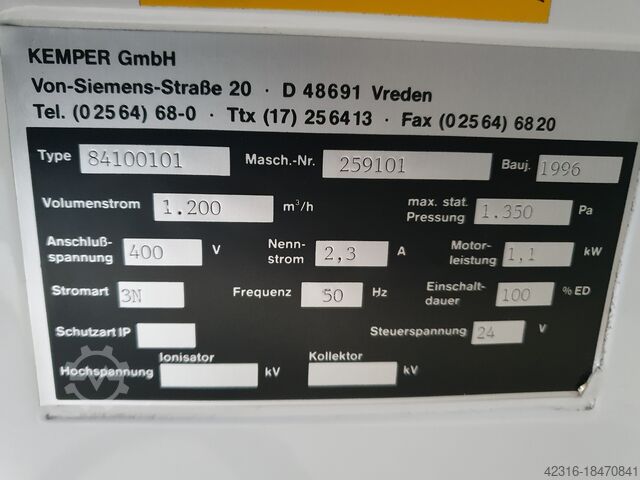 KEMPER GmbH
Von-Siemens-Straße 20 · D 48691 Vreden
Tel. (0 25 64) 68-0 · Ttx (17) 25 64 13 · Fax (0 25 64) 68 20
Type 84100101 Masch.-Nr. 259101 Bauj. 1996
Volumenstrom 1.200 m³/h max. stat. Pressung 1.350 Pa
Anschluß-spannung 400 V Nenn-strom 2,3 A Motor-leistung 1,1 kW
Stromart 3N Frequenz 50 Hz Einschalt-dauer 100 % ED
Schutzart IP Steuerspannung 24 V
Hochspannung Ionisator kV Kollektor kV
42316-18470841